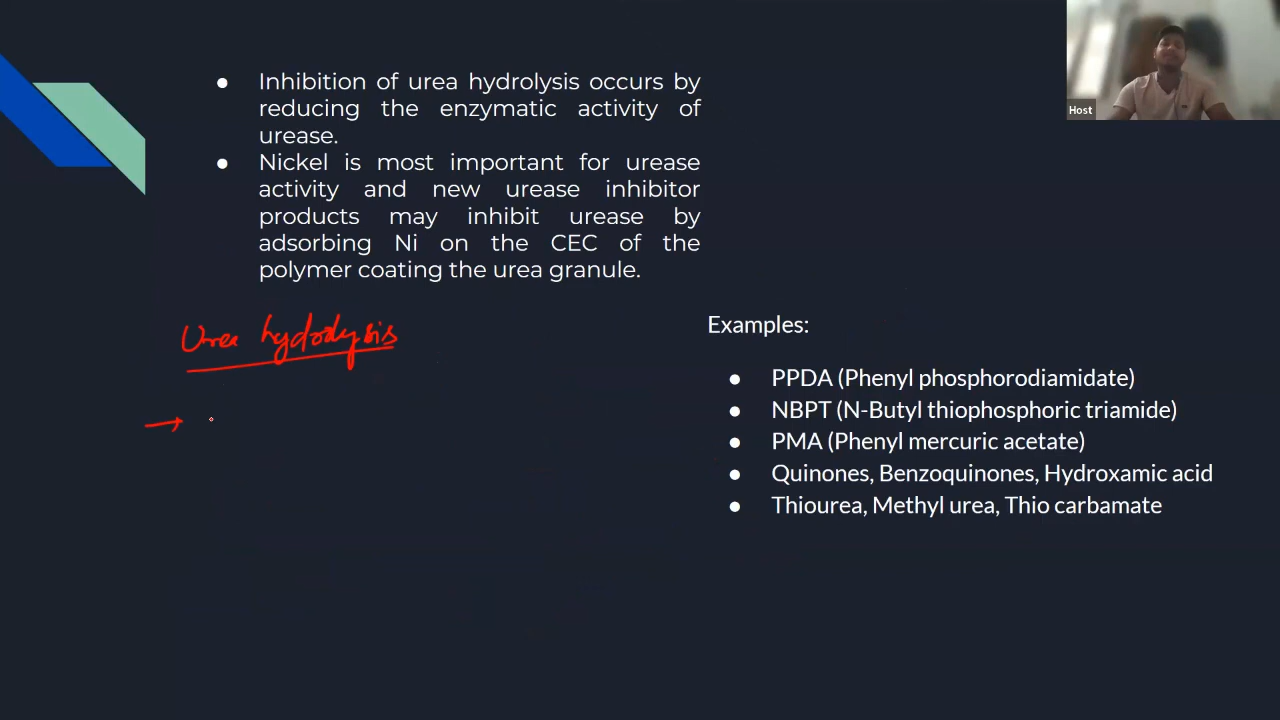 Host
● Inhibition of urea hydrolysis occurs by
reducing the enzymatic activity of
urease.
● Nickel is most important for urease
activity and new urease inhibitor
products may inhibit urease by
adsorbing Ni on the CEC of the
polymer coating the urea granule.
Urea hydrolysis
→
Examples:
● PPDA (Phenyl phosphorodiamidate)
● NBPT (N-Butyl thiophosphoric triamide)
● PMA (Phenyl mercuric acetate)
● Quinones, Benzoquinones, Hydroxamic acid
● Thiourea, Methyl urea, Thio carbamate